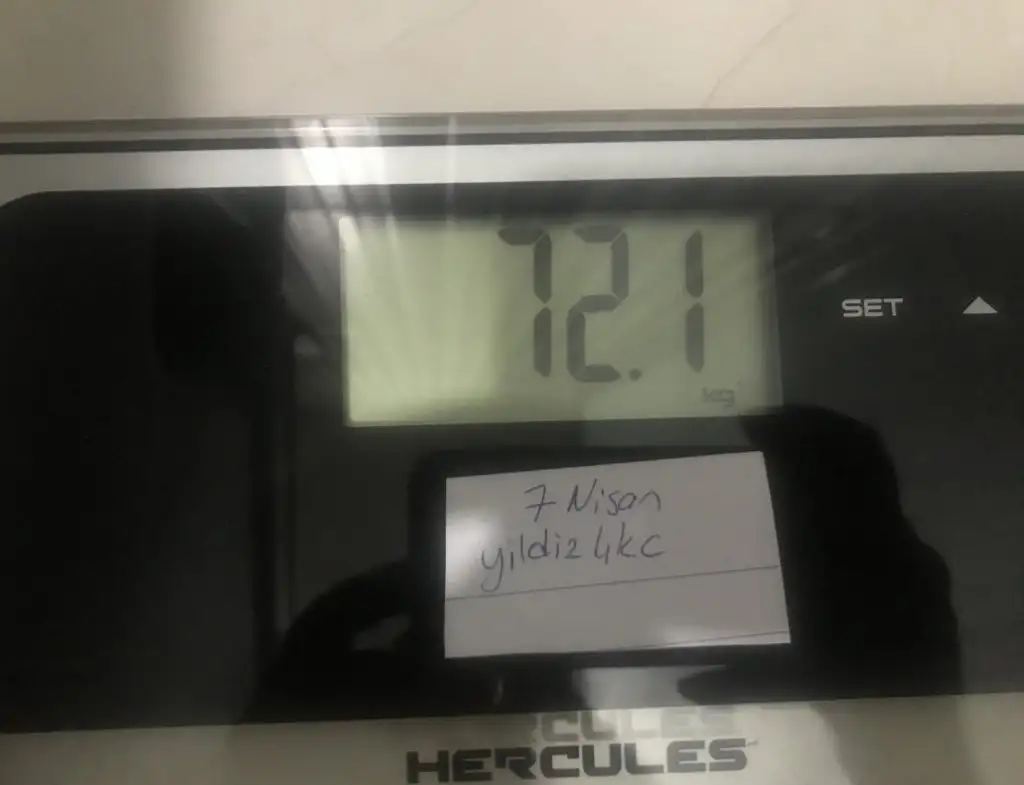 72.1
kg
SET
7 Nisan
yildiz4kc
HERCULES